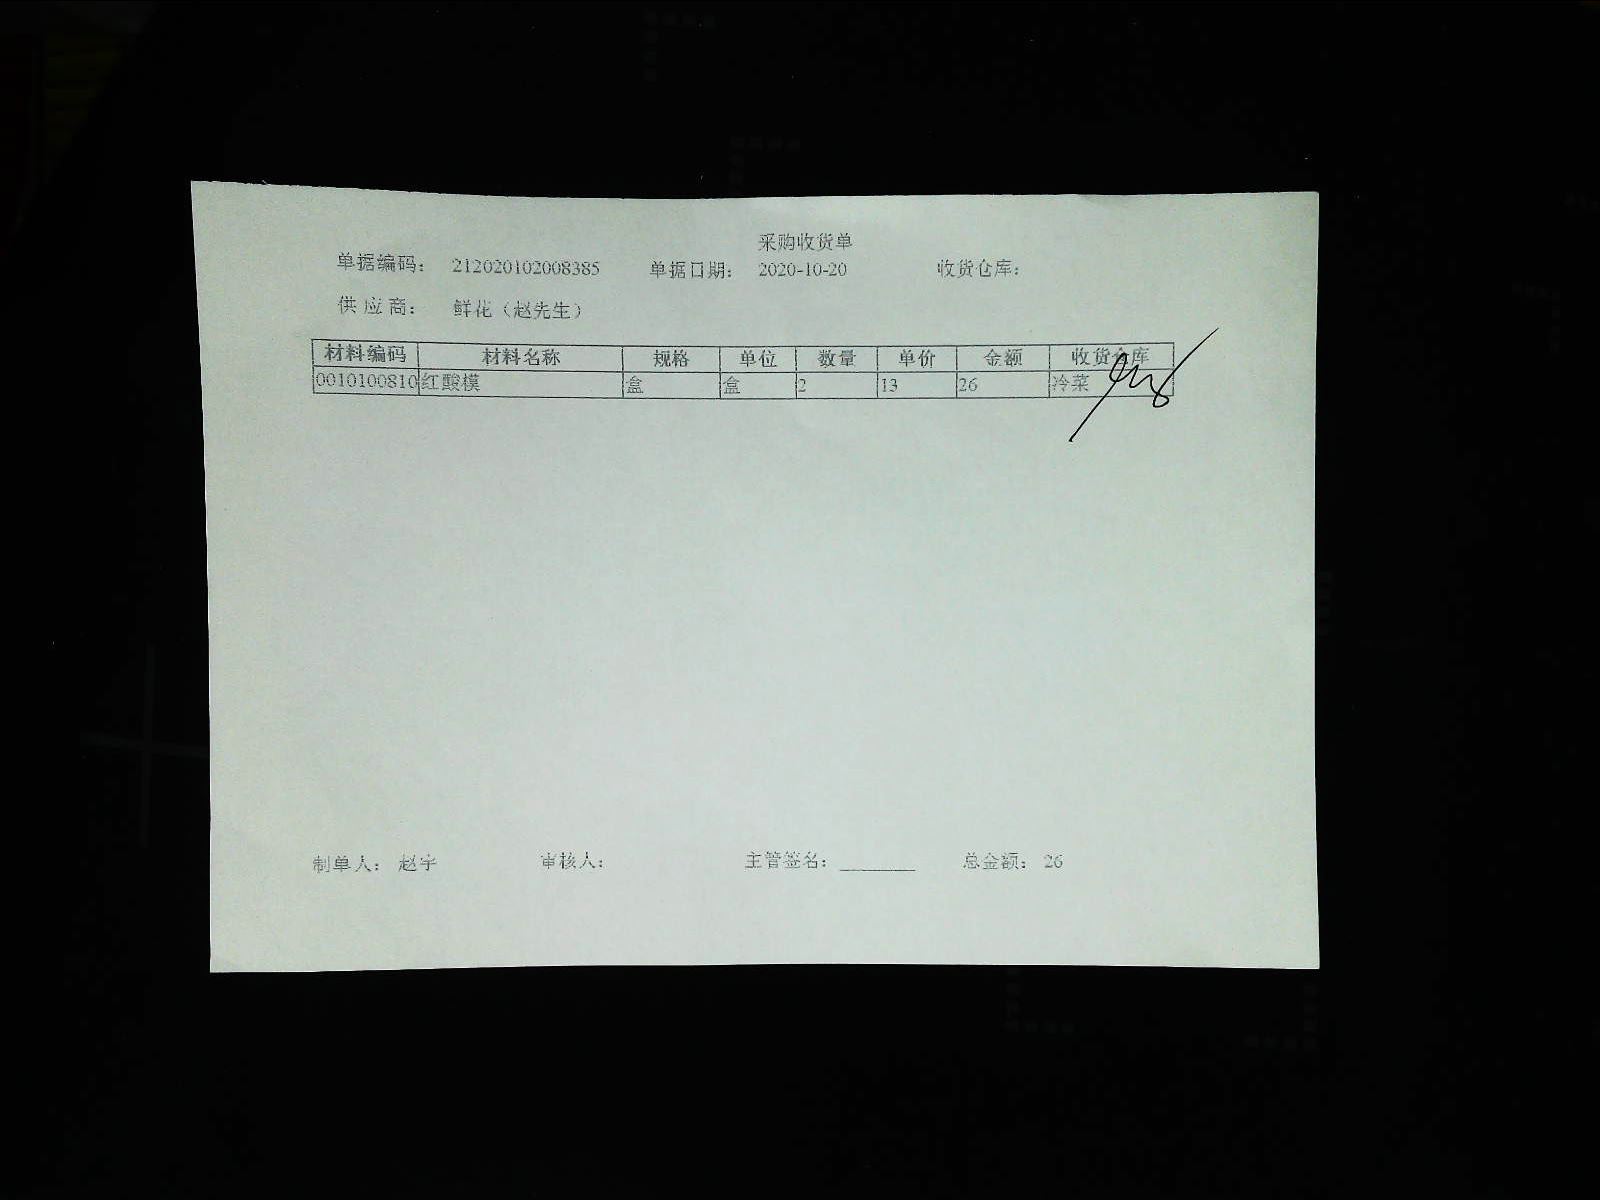 采购收货单
单据编码： 212020102008385 单据日期： 2020-10-20 收货仓库：
供 应 商： 鲜花（赵先生）
材料编码 材料名称 规格 单位 数量 单价 金额 收货仓库
0010100810 红酸模 盒 盒 2 13 26 冷菜
制单人： 赵宇 审核人： 主管签名： 总金额： 26